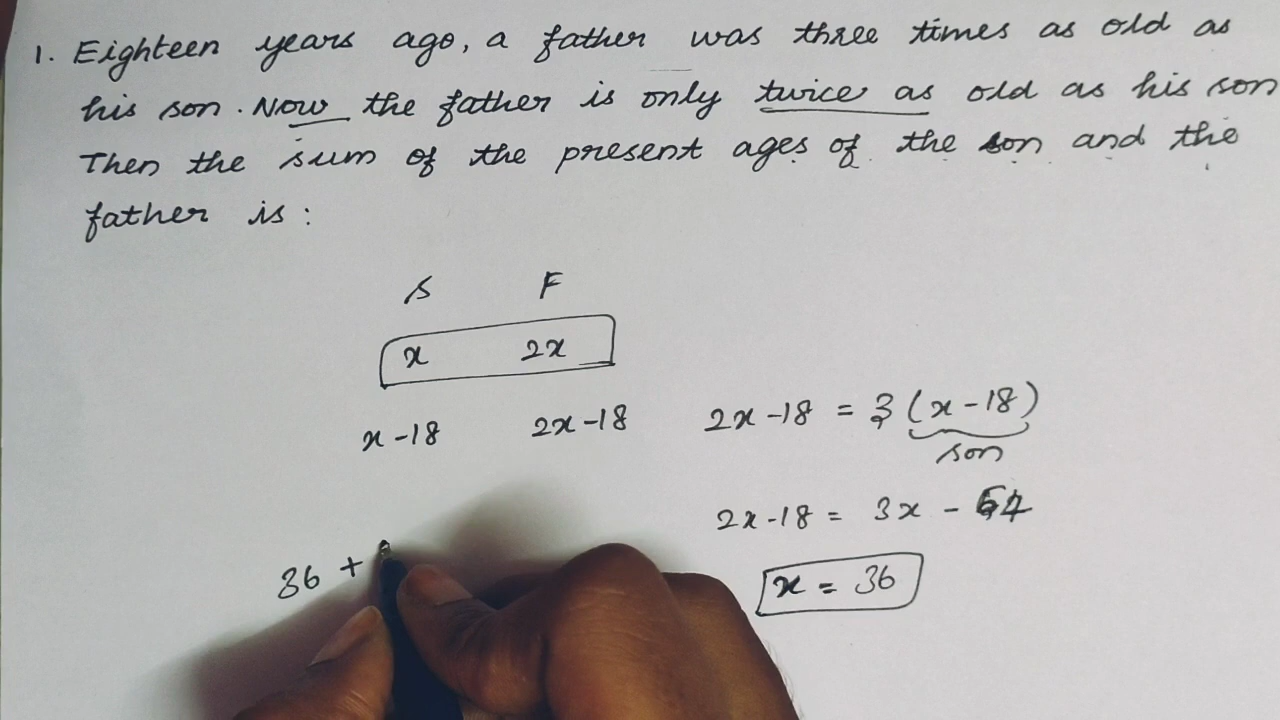 1. Eighteen years ago, a father was three times as old as
his son. Now the father is only twice as old as his son
Then the sum of the present ages of the son and the
father is:
S F
x 2x
x-18 2x-18 2x-18 = 3(x-18)
son
2x-18 = 3x - 54
36 +
x = 36